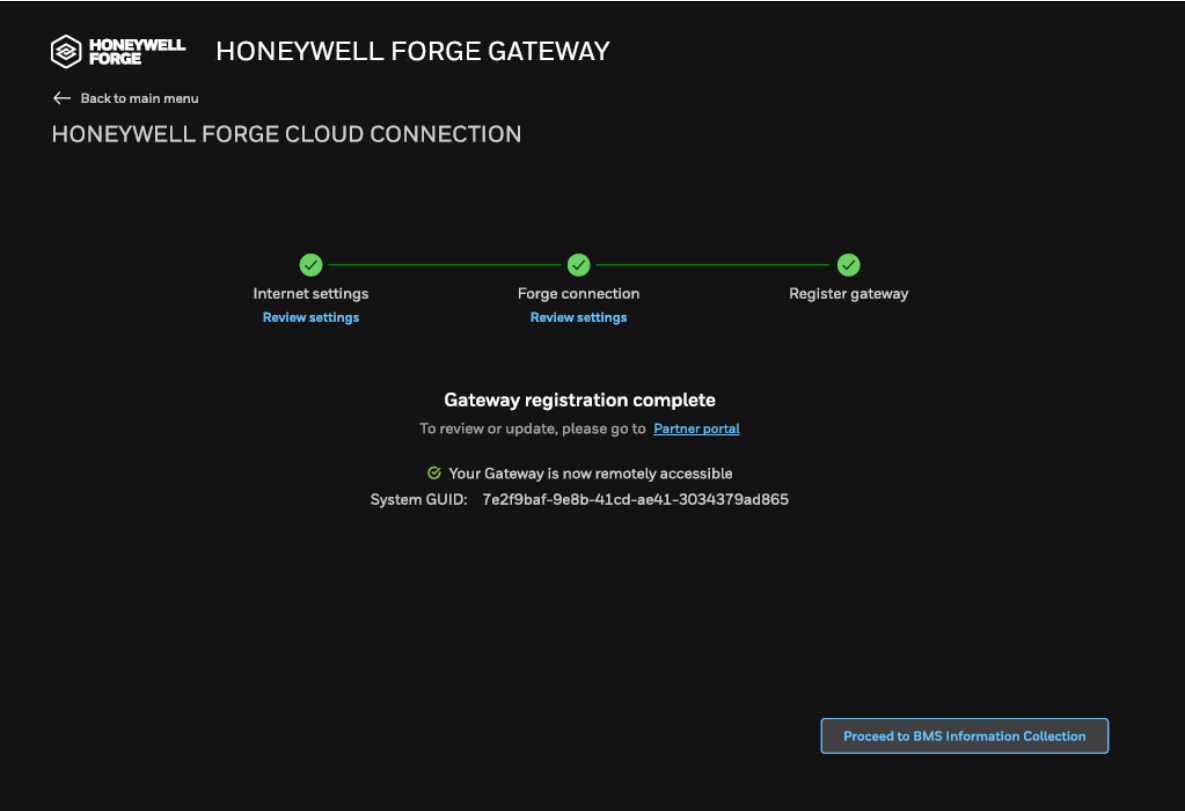 HONEYWELL
FORGE
HONEYWELL FORGE GATEWAY
Back to main menu
HONEYWELL FORGE CLOUD CONNECTION
Internet settings
Review settings
Forge connection
Review settings
Register gateway
Gateway registration complete
To review or update, please go to Partner portal
Your Gateway is now remotely accessible
System GUID: 7e2f9baf-9e8b-41cd-ae41-3034379ad865
Proceed to BMS Information Collection